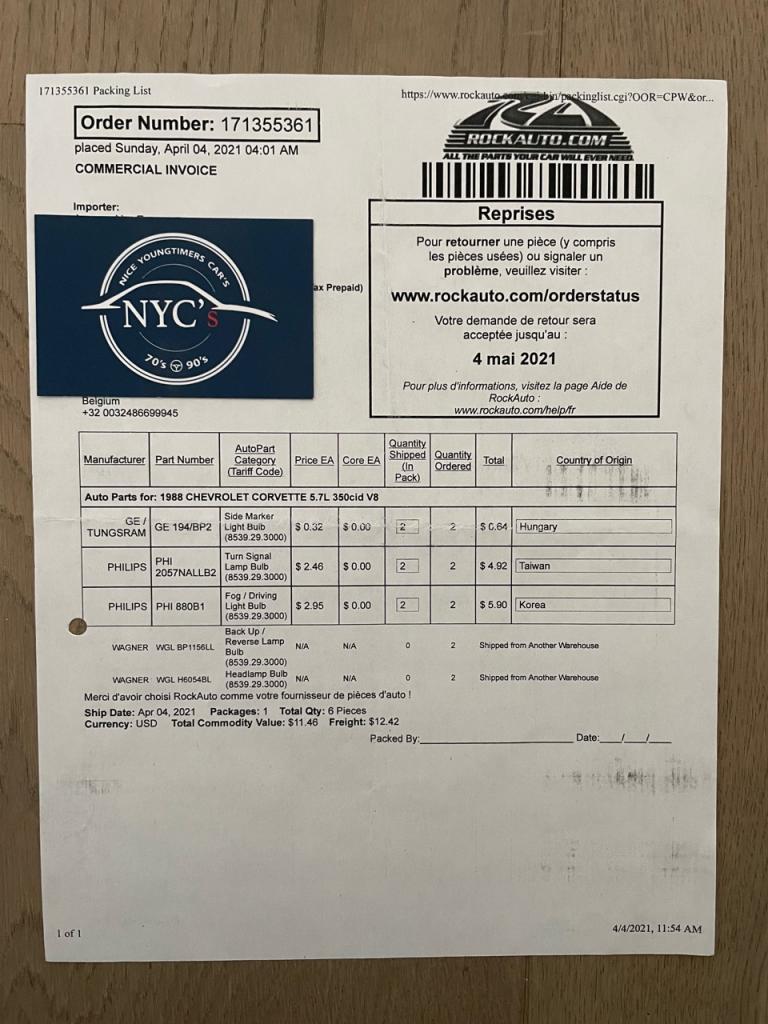 171355361 Packing List
https://www.rockauto.com/cgi-bin/packinglist.cgi?OOR=CPW&or...
Order Number: 171355361
placed Sunday, April 04, 2021 04:01 AM
COMMERCIAL INVOICE
ROCKAUTO.COM
ALL THE PARTS YOUR CAR WILL EVER NEED
Importer:
ax Prepaid)
NICE YOUNGTIMERS CAR'S
NYC's
70's 90's
Belgium
+32 0032486699945
Reprises
Pour retourner une pièce (y compris
les pièces usées) ou signaler un
problème, veuillez visiter :
www.rockauto.com/orderstatus
Votre demande de retour sera
acceptée jusqu'au :
4 mai 2021
Pour plus d'informations, visitez la page Aide de
RockAuto :
www.rockauto.com/help/fr
Manufacturer Part Number AutoPart Category (Tariff Code) Price EA Core EA Quantity Shipped (In Pack) Quantity Ordered Total Country of Origin
Auto Parts for: 1988 CHEVROLET CORVETTE 5.7L 350cid V8
GE / TUNGSRAM GE 194/BP2 Side Marker Light Bulb (8539.29.3000) $ 0.32 $ 0.00 2 2 $ 0.64 Hungary
PHILIPS PHI 2057NALLB2 Turn Signal Lamp Bulb (8539.29.3000) $ 2.46 $ 0.00 2 2 $ 4.92 Taiwan
PHILIPS PHI 880B1 Fog / Driving Light Bulb (8539.29.3000) $ 2.95 $ 0.00 2 2 $ 5.90 Korea
WAGNER WGL BP1156LL Back Up / Reverse Lamp Bulb (8539.29.3000) N/A N/A 0 2 Shipped from Another Warehouse
WAGNER WGL H6054BL Headlamp Bulb (8539.29.3000) N/A N/A 0 2 Shipped from Another Warehouse
Merci d'avoir choisi RockAuto comme votre fournisseur de pièces d'auto !
Ship Date: Apr 04, 2021 Packages: 1 Total Qty: 6 Pieces
Currency: USD Total Commodity Value: $11.46 Freight: $12.42
Packed By: Date: / /
1 of 1
4/4/2021, 11:54 AM